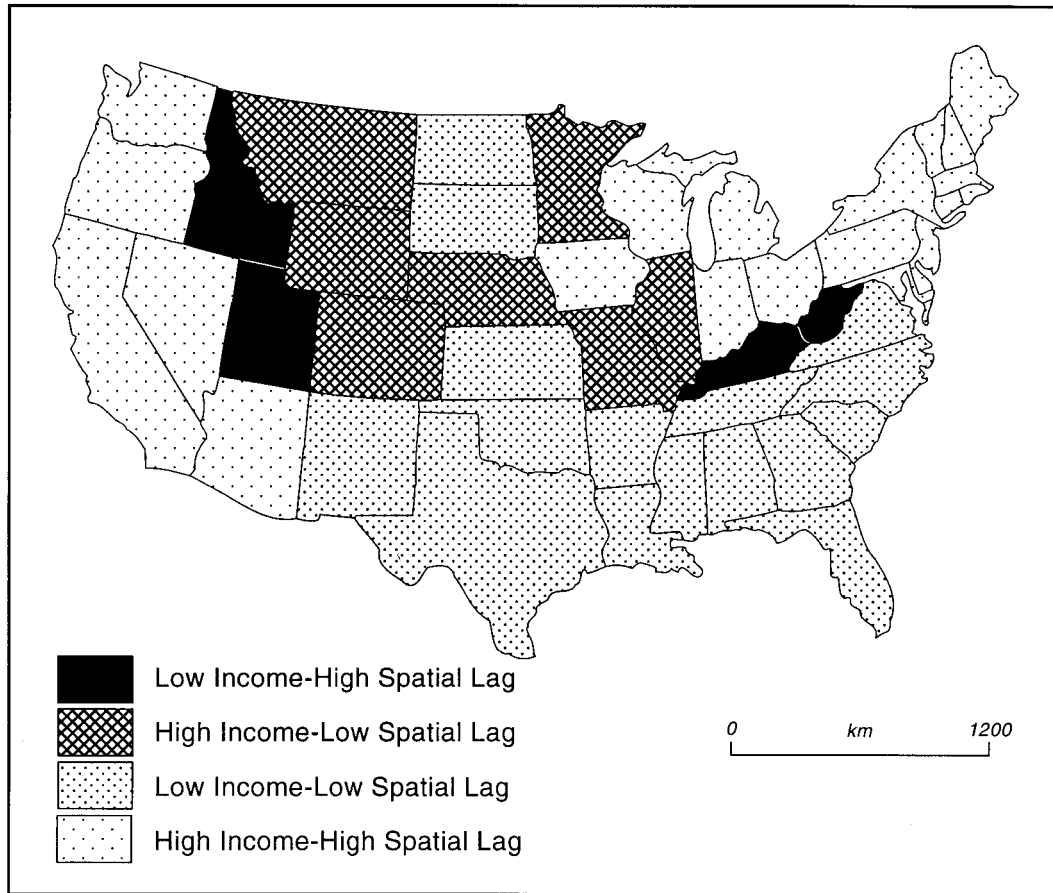 Low Income-High Spatial Lag
High Income-Low Spatial Lag
Low Income-Low Spatial Lag
High Income-High Spatial Lag
0 km 1200